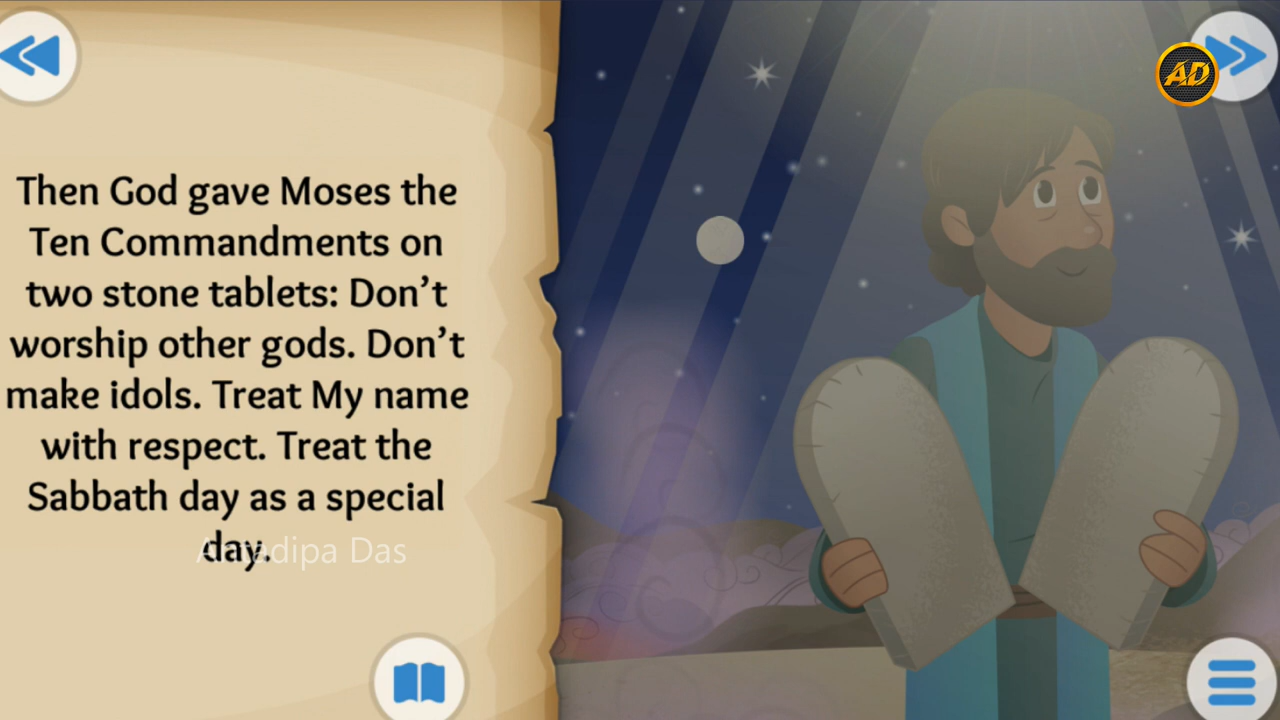 AD
Then God gave Moses the
Ten Commandments on
two stone tablets: Don’t
worship other gods. Don’t
make idols. Treat My name
with respect. Treat the
Sabbath day as a special
day.
Das